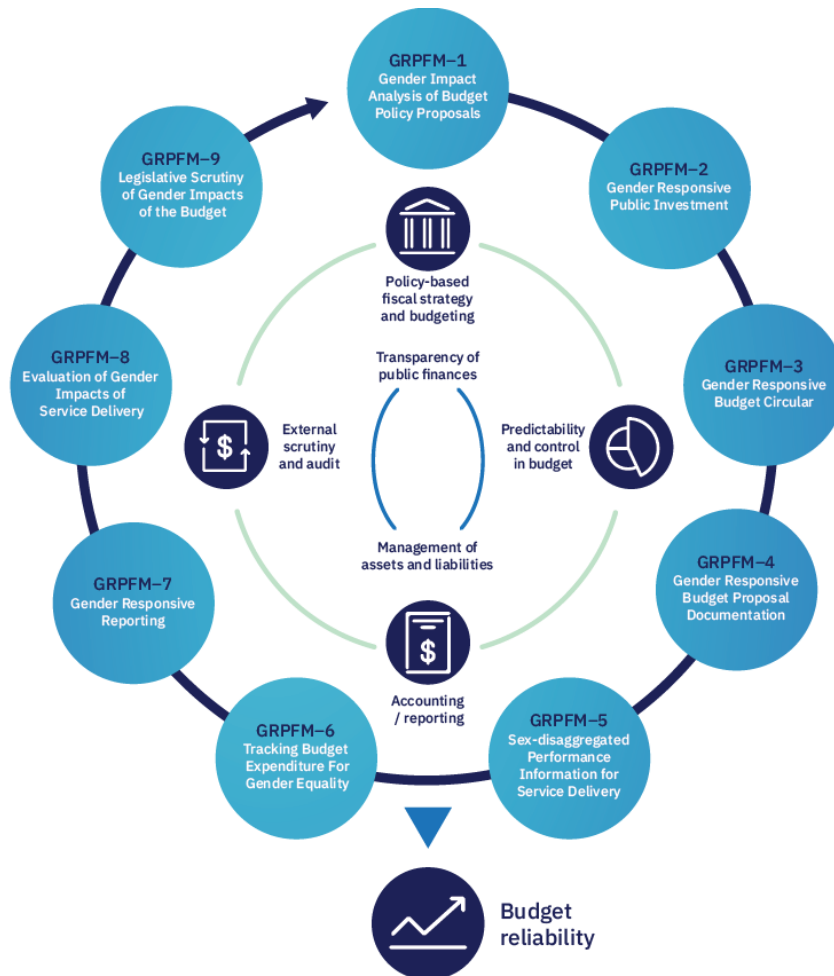 GRPFM–1
Gender Impact
Analysis of Budget
Policy Proposals
GRPFM–2
Gender Responsive
Public Investment
GRPFM–3
Gender Responsive
Budget Circular
GRPFM–4
Gender Responsive
Budget Proposal
Documentation
GRPFM–5
Sex-disaggregated
Performance
Information for
Service Delivery
GRPFM–6
Tracking Budget
Expenditure For
Gender Equality
GRPFM–7
Gender Responsive
Reporting
GRPFM–8
Evaluation of Gender
Impacts of
Service Delivery
GRPFM–9
Legislative Scrutiny
of Gender Impacts
of the Budget
Policy-based
fiscal strategy
and budgeting
Transparency of
public finances
External
scrutiny
and audit
$
Predictability
and control
in budget
Management of
assets and liabilities
$
Accounting
/ reporting
Budget
reliability